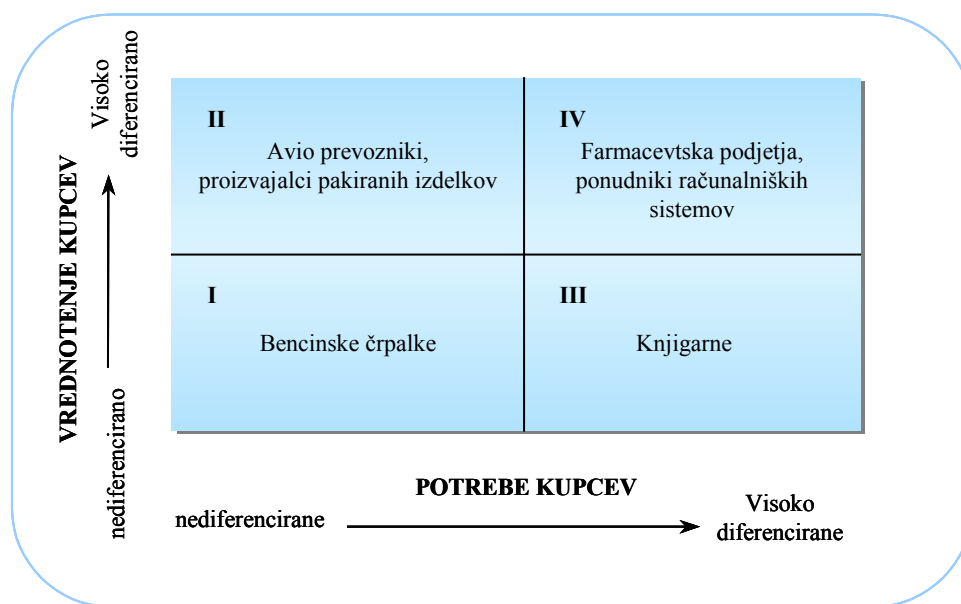 VREDNOTENJE KUPCEV
Visoko
diferencirano
nediferencirano
II
Avio prevozniki,
proizvajalci pakiranih izdelkov
IV
Farmacevtska podjetja,
ponudniki računalniških
sistemov
I
Bencinske črpalke
III
Knjigarne
POTREBE KUPCEV
nediferencirane
Visoko
diferencirane